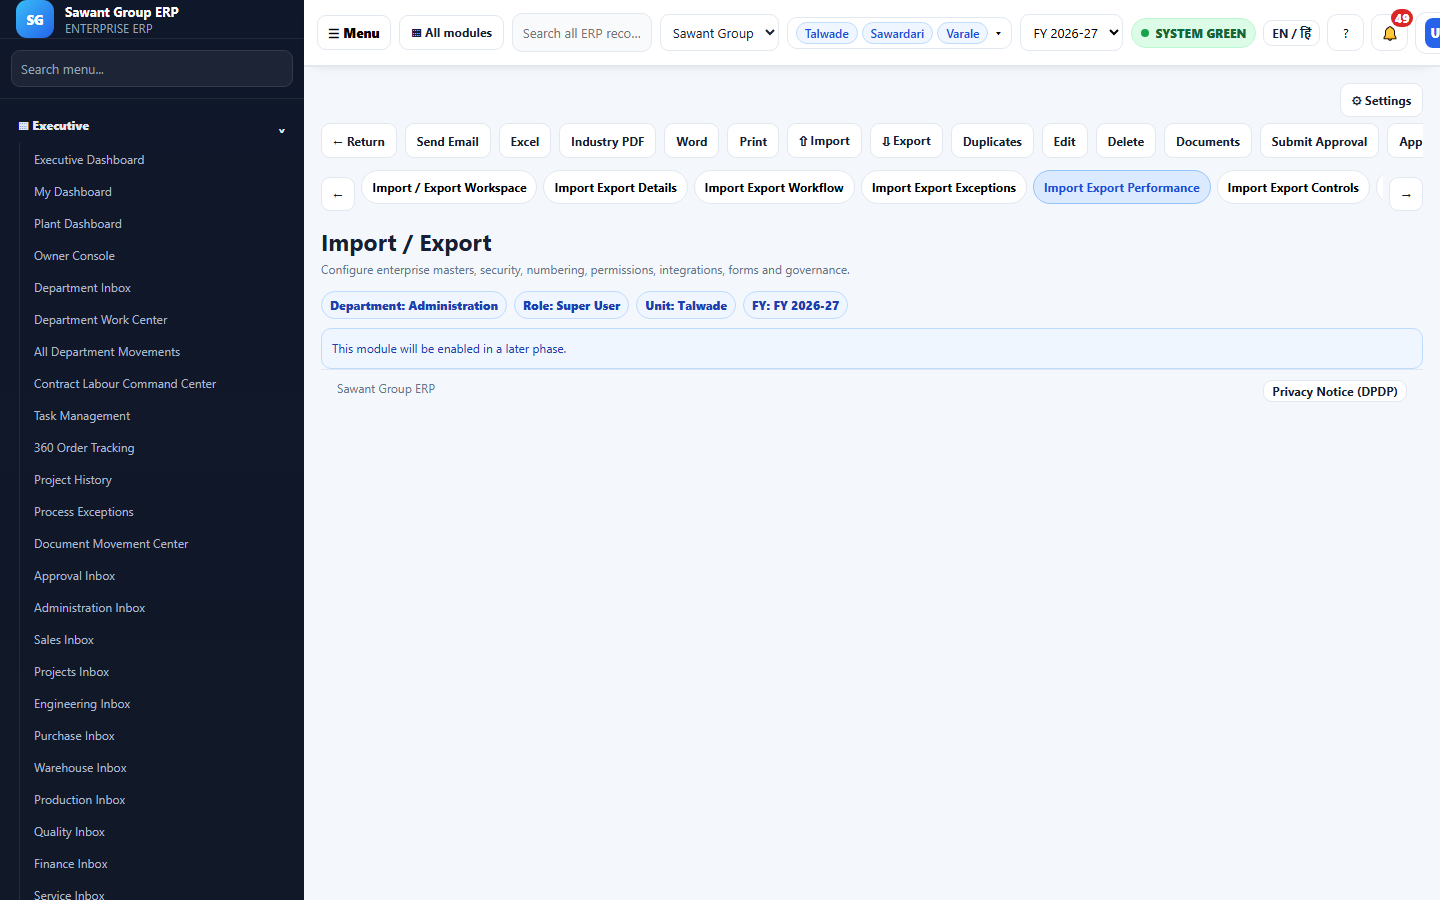 SG
Sawant Group ERP
ENTERPRISE ERP
Search menu...
Executive
Executive Dashboard
My Dashboard
Plant Dashboard
Owner Console
Department Inbox
Department Work Center
All Department Movements
Contract Labour Command Center
Task Management
360 Order Tracking
Project History
Process Exceptions
Document Movement Center
Approval Inbox
Administration Inbox
Sales Inbox
Projects Inbox
Engineering Inbox
Purchase Inbox
Warehouse Inbox
Production Inbox
Quality Inbox
Finance Inbox
Service Inbox
☰ Menu
All modules
Search all ERP reco...
Sawant Group
Talwade Sawardari Varale
FY 2026-27
SYSTEM GREEN
EN / हिं
?
49
U
⚙ Settings
← Return
Send Email
Excel
Industry PDF
Word
Print
⇧ Import
⇩ Export
Duplicates
Edit
Delete
Documents
Submit Approval
App
←
Import / Export Workspace
Import Export Details
Import Export Workflow
Import Export Exceptions
Import Export Performance
Import Export Controls
→
Import / Export
Configure enterprise masters, security, numbering, permissions, integrations, forms and governance.
Department: Administration
Role: Super User
Unit: Talwade
FY: FY 2026-27
This module will be enabled in a later phase.
Sawant Group ERP
Privacy Notice (DPDP)